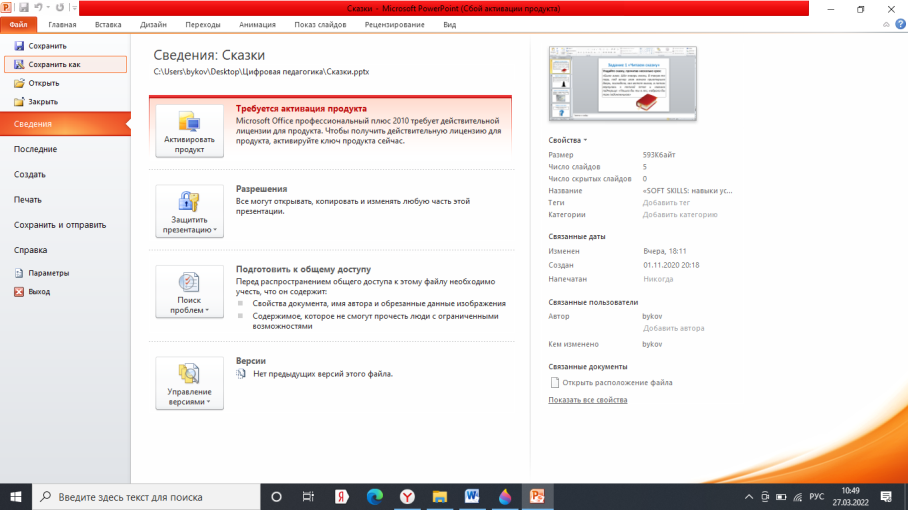 Сказки - Microsoft PowerPoint (Сбой активации продукта)
Файл Главная Вставка Дизайн Переходы Анимация Показ слайдов Рецензирование Вид
Сохранить
Сохранить как
Открыть
Закрыть
Сведения
Последние
Создать
Печать
Сохранить и отправить
Справка
Параметры
Выход
Сведения: Сказки
C:\Users\bykov\Desktop\Цифровая педагогика\Сказки.pptx
Активировать
продукт
Требуется активация продукта
Microsoft Office профессиональный плюс 2010 требует действительной
лицензии для продукта. Чтобы получить действительную лицензию для
продукта, активируйте ключ продукта сейчас.
Защитить
презентацию
Разрешения
Все могут открывать, копировать и изменять любую часть этой
презентации.
Поиск
проблем
Подготовить к общему доступу
Перед распространением общего доступа к этому файлу необходимо
учесть, что он содержит:
Свойства документа, имя автора и обрезанные данные изображения
Содержимое, которое не смогут прочесть люди с ограниченными
возможностями
Управление
версиями
Версии
Нет предыдущих версий этого файла.
Задание 1 «Читаем сказку»
Свойства
Размер 593Кбайт
Число слайдов 5
Число скрытых слайдов 0
Название «SOFT SKILLS: навыки ус...
Теги Добавить тег
Категории Добавить категорию
Связанные даты
Изменен Вчера, 18:11
Создан 01.11.2020 20:18
Напечатан Никогда
Связанные пользователи
Автор bykov
Добавить автора
Кем изменено bykov
Связанные документы
Открыть расположение файла
Показать все свойства
Введите здесь текст для поиска
РУС
10:49
27.03.2022